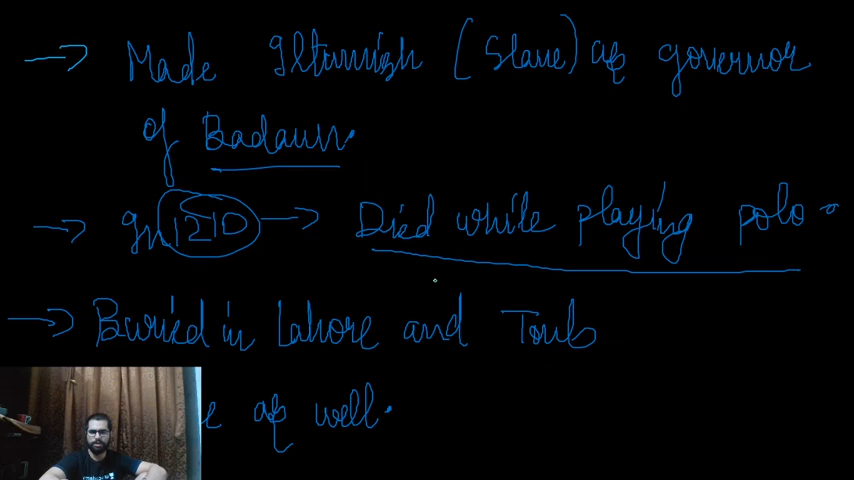 → Made Iltumish (Slave) as governor
of Badaun.
→ In 1210 → Died while playing polo.
→ Buried in Lahore and Tomb
as well.